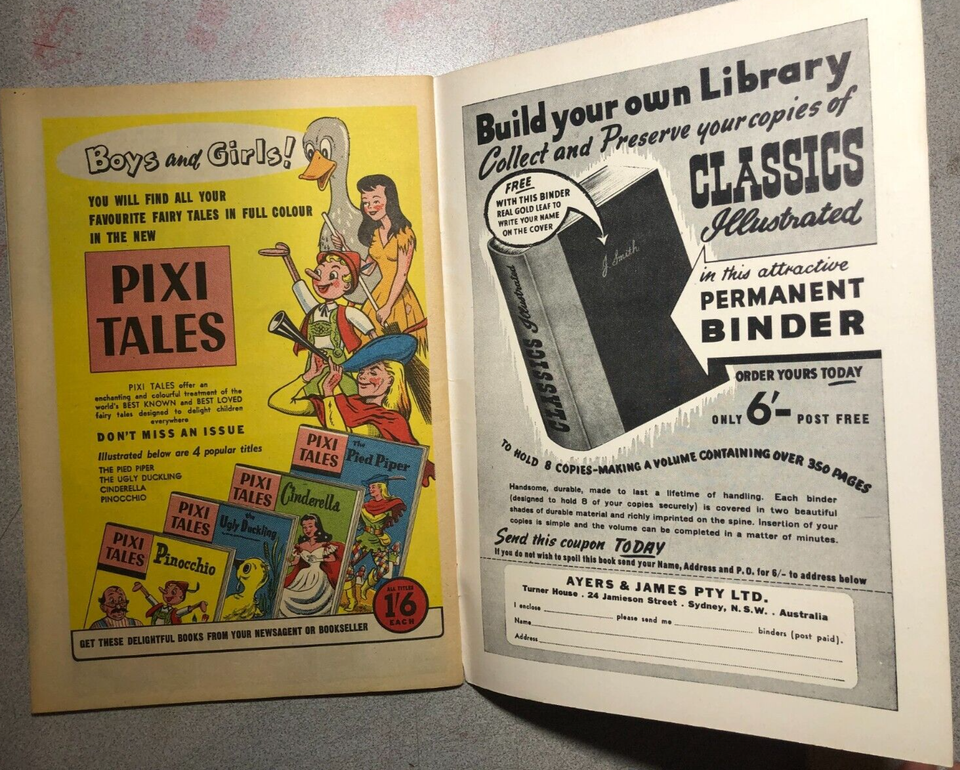 Boys and Girls!
YOU WILL FIND ALL YOUR
FAVOURITE FAIRY TALES IN FULL COLOUR
IN THE NEW
PIXI
TALES
PIXI TALES offer an
enchanting and colourful treatment of the
world's BEST KNOWN and BEST LOVED
fairy tales designed to delight children
everywhere
DON'T MISS AN ISSUE
Illustrated below are 4 popular titles
THE PIED PIPER
THE UGLY DUCKLING
CINDERELLA
PINOCCHIO
PIXI
TALES
The
Pied Piper
PIXI
TALES
Cinderella
PIXI
TALES
the
Ugly Duckling
PIXI
TALES
Pinocchio
ALL TITLES
1'6
EACH
GET THESE DELIGHTFUL BOOKS FROM YOUR NEWSAGENT OR BOOKSELLER
Build your own Library
Collect and Preserve your copies of
CLASSICS
Illustrated
FREE
WITH THIS BINDER
REAL GOLD LEAF TO
WRITE YOUR NAME
ON THE COVER
J Smith
CLASSICS Illustrated
in this attractive
PERMANENT
BINDER
ORDER YOURS TODAY
ONLY 6'- POST FREE
TO HOLD 8 COPIES-MAKING A VOLUME CONTAINING OVER 350 PAGES
Handsome, durable, made to last a lifetime of handling. Each binder
(designed to hold 8 of your copies securely) is covered in two beautiful
shades of durable material and richly imprinted on the spine. Insertion of your
copies is simple and the volume can be completed in a matter of minutes.
Send this coupon TODAY
If you do not wish to spoil this book send your Name, Address and P.O. for 6/- to address below
AYERS & JAMES PTY LTD.
Turner House . 24 Jamieson Street . Sydney, N.S.W. . Australia
I enclose please send me binders (post paid).
Name
Address